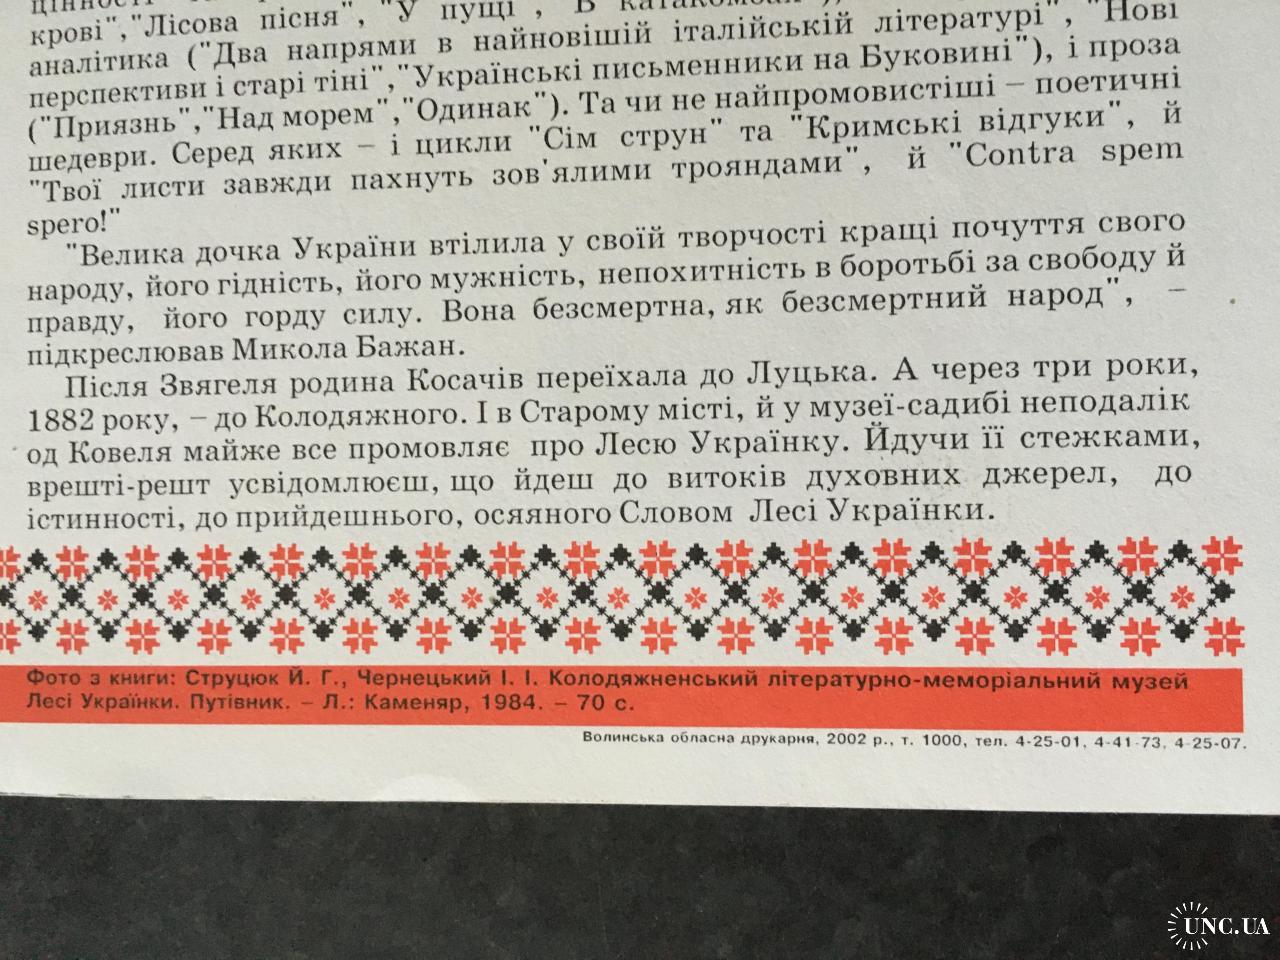 крові","Лісова пісня", "У пущі", "В катакомбах"),
аналітика ("Два напрями в найновішій італійській літературі", "Нові
перспективи і старі тіні","Українські письменники на Буковині"), і проза
("Приязнь","Над морем","Одинак"). Та чи не найпромовистіші – поетичні
шедеври. Серед яких – і цикли "Сім струн" та "Кримські відгуки", й
"Твої листи завжди пахнуть зов'ялими трояндами", й "Contra spem
spero!"
"Велика дочка України втілила у своїй творчості кращі почуття свого
народу, його гідність, його мужність, непохитність в боротьбі за свободу й
правду, його горду силу. Вона безсмертна, як безсмертний народ", –
підкреслював Микола Бажан.
Після Звягеля родина Косачів переїхала до Луцька. А через три роки,
1882 року, – до Колодяжного. І в Старому місті, й у музеї-садибі неподалік
од Ковеля майже все промовляє про Лесю Українку. Йдучи її стежками,
врешті-решт усвідомлюєш, що йдеш до витоків духовних джерел, до
істинності, до прийдешнього, осяяного Словом Лесі Українки.
Фото з книги: Струцюк Й. Г., Чернецький І. І. Колодяжненський літературно-меморіальний музей
Лесі Українки. Путівник. – Л.: Каменяр, 1984. – 70 с.
Волинська обласна друкарня, 2002 р., т. 1000, тел. 4-25-01, 4-41-73, 4-25-07.
UNC.UA